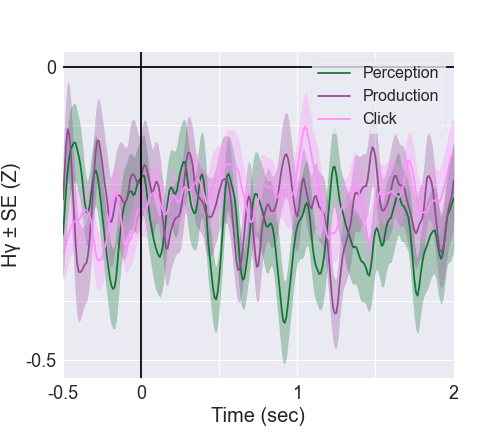 0
Perception
Production
Click
Hγ ± SE (Z)
-0.5
-0.5 0 1 2
Time (sec)